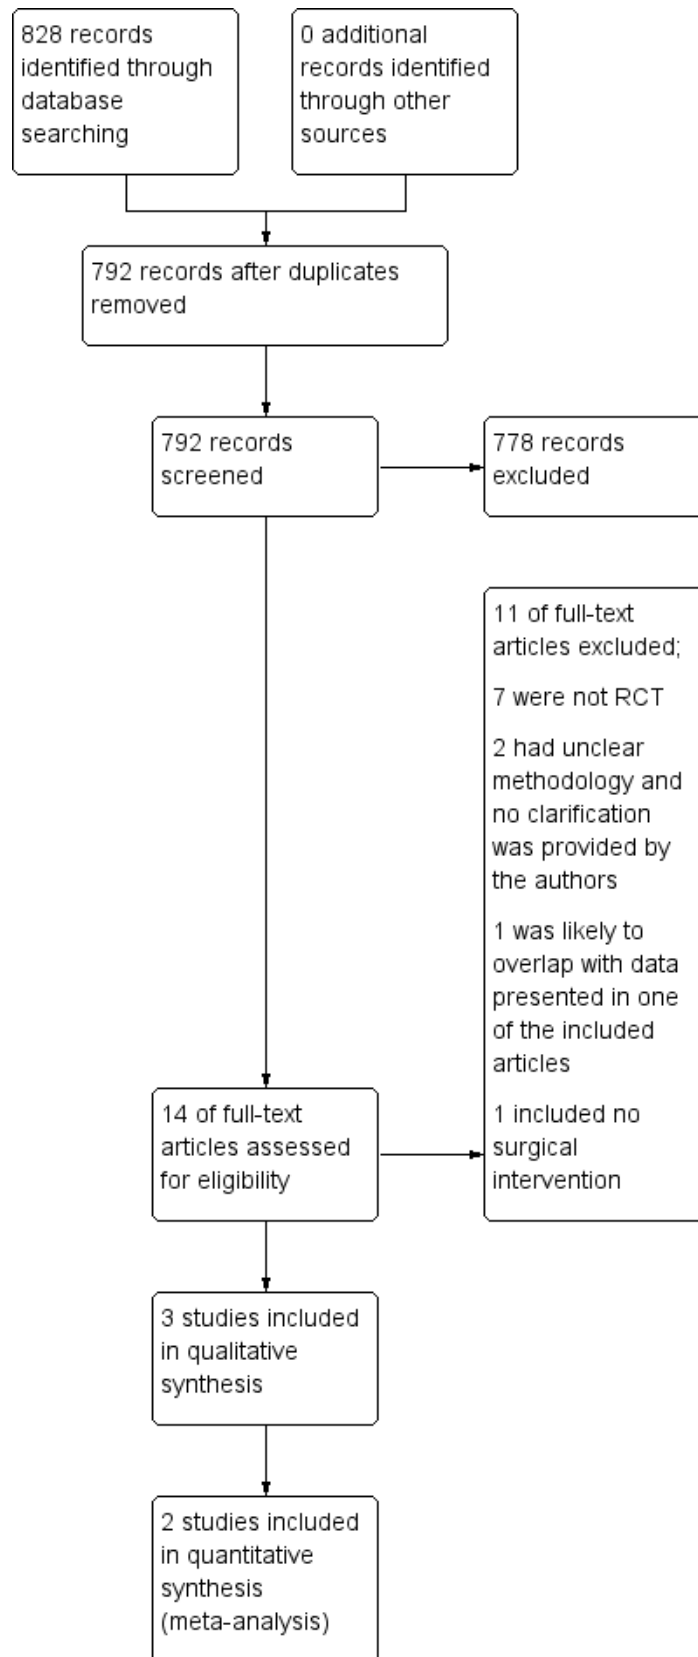 828 records
identified through
database
searching
0 additional
records identified
through other
sources
792 records after duplicates
removed
792 records
screened
778 records
excluded
11 of full-text
articles excluded;
7 were not RCT
2 had unclear
methodology and
no clarification
was provided by
the authors
1 was likely to
overlap with data
presented in one
of the included
articles
1 included no
surgical
intervention
14 of full-text
articles assessed
for eligibility
3 studies included
in qualitative
synthesis
2 studies included
in quantitative
synthesis
(meta-analysis)